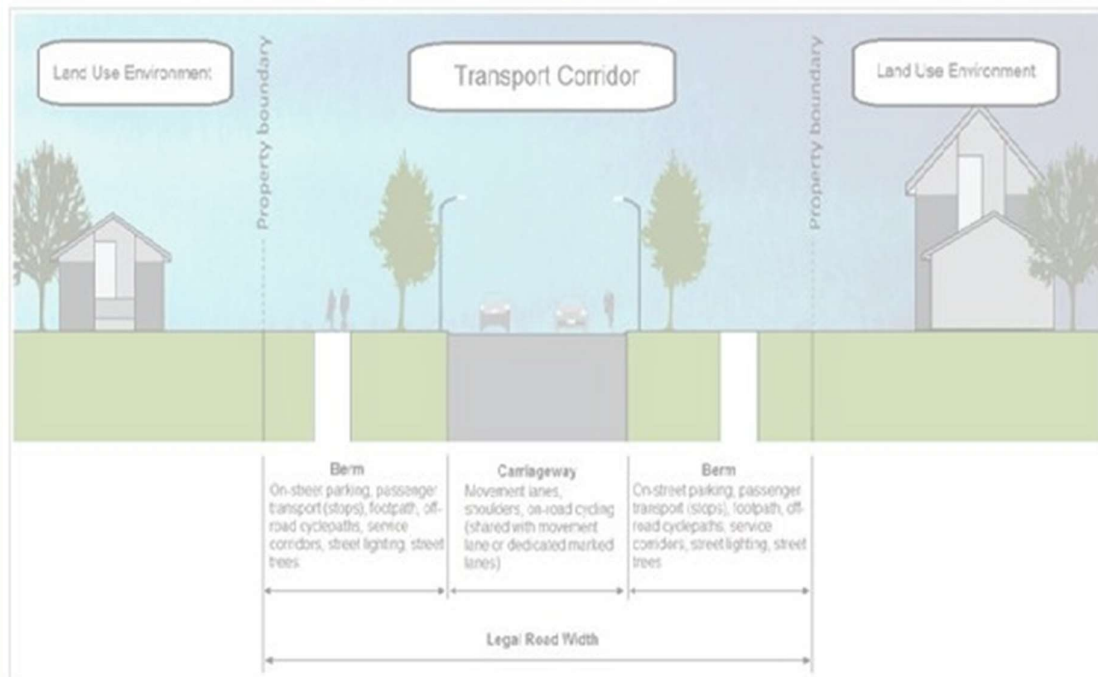 Land Use Environment
Property boundary
Transport Corridor
Property boundary
Land Use Environment
Berm
On-street parking, passenger
transport (stops), footpath, off-
road cyclepaths, service
corridors, street lighting, street
trees
Carriageway
Movement lanes,
shoulders, on-road cycling
(shared with movement
lane or dedicated marked
lanes)
Berm
On-street parking, passenger
transport (stops), footpath, off-
road cyclepaths, service
corridors, street lighting, street
trees
Legal Road Width